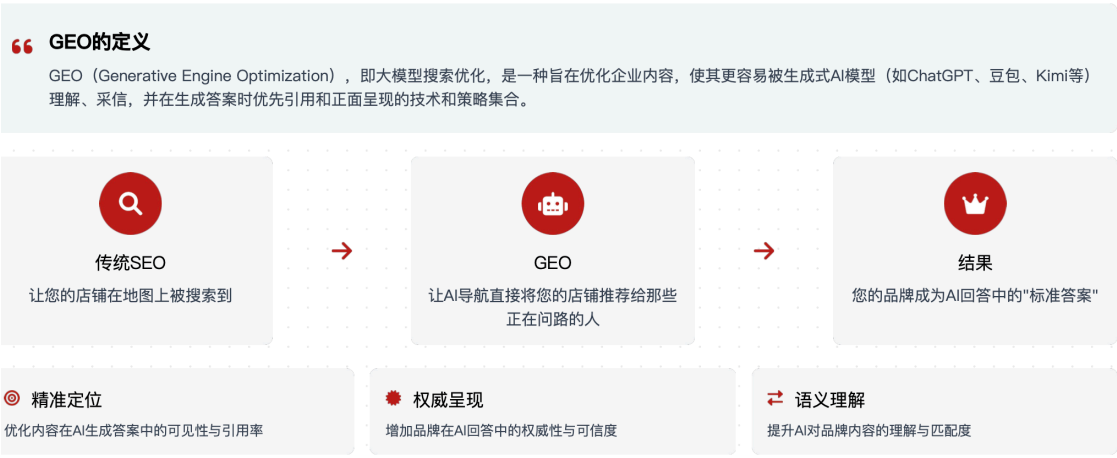 GEO的定义
GEO（Generative Engine Optimization），即大模型搜索优化，是一种旨在优化企业内容，使其更容易被生成式AI模型（如ChatGPT、豆包、Kimi等）
理解、采信，并在生成答案时优先引用和正面呈现的技术和策略集合。
传统SEO
让您的店铺在地图上被搜索到
GEO
让AI导航直接将您的店铺推荐给那些
正在问路的人
结果
您的品牌成为AI回答中的"标准答案"
精准定位
优化内容在AI生成答案中的可见性与引用率
权威呈现
增加品牌在AI回答中的权威性与可信度
语义理解
提升AI对品牌内容的理解与匹配度